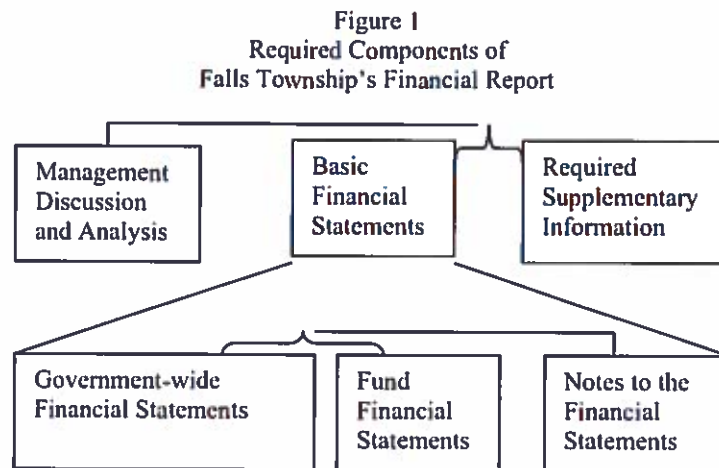 Figure 1
Required Components of
Falls Township's Financial Report
Management
Discussion
and Analysis
Basic
Financial
Statements
Required
Supplementary
Information
Government-wide
Financial Statements
Fund
Financial
Statements
Notes to the
Financial
Statements